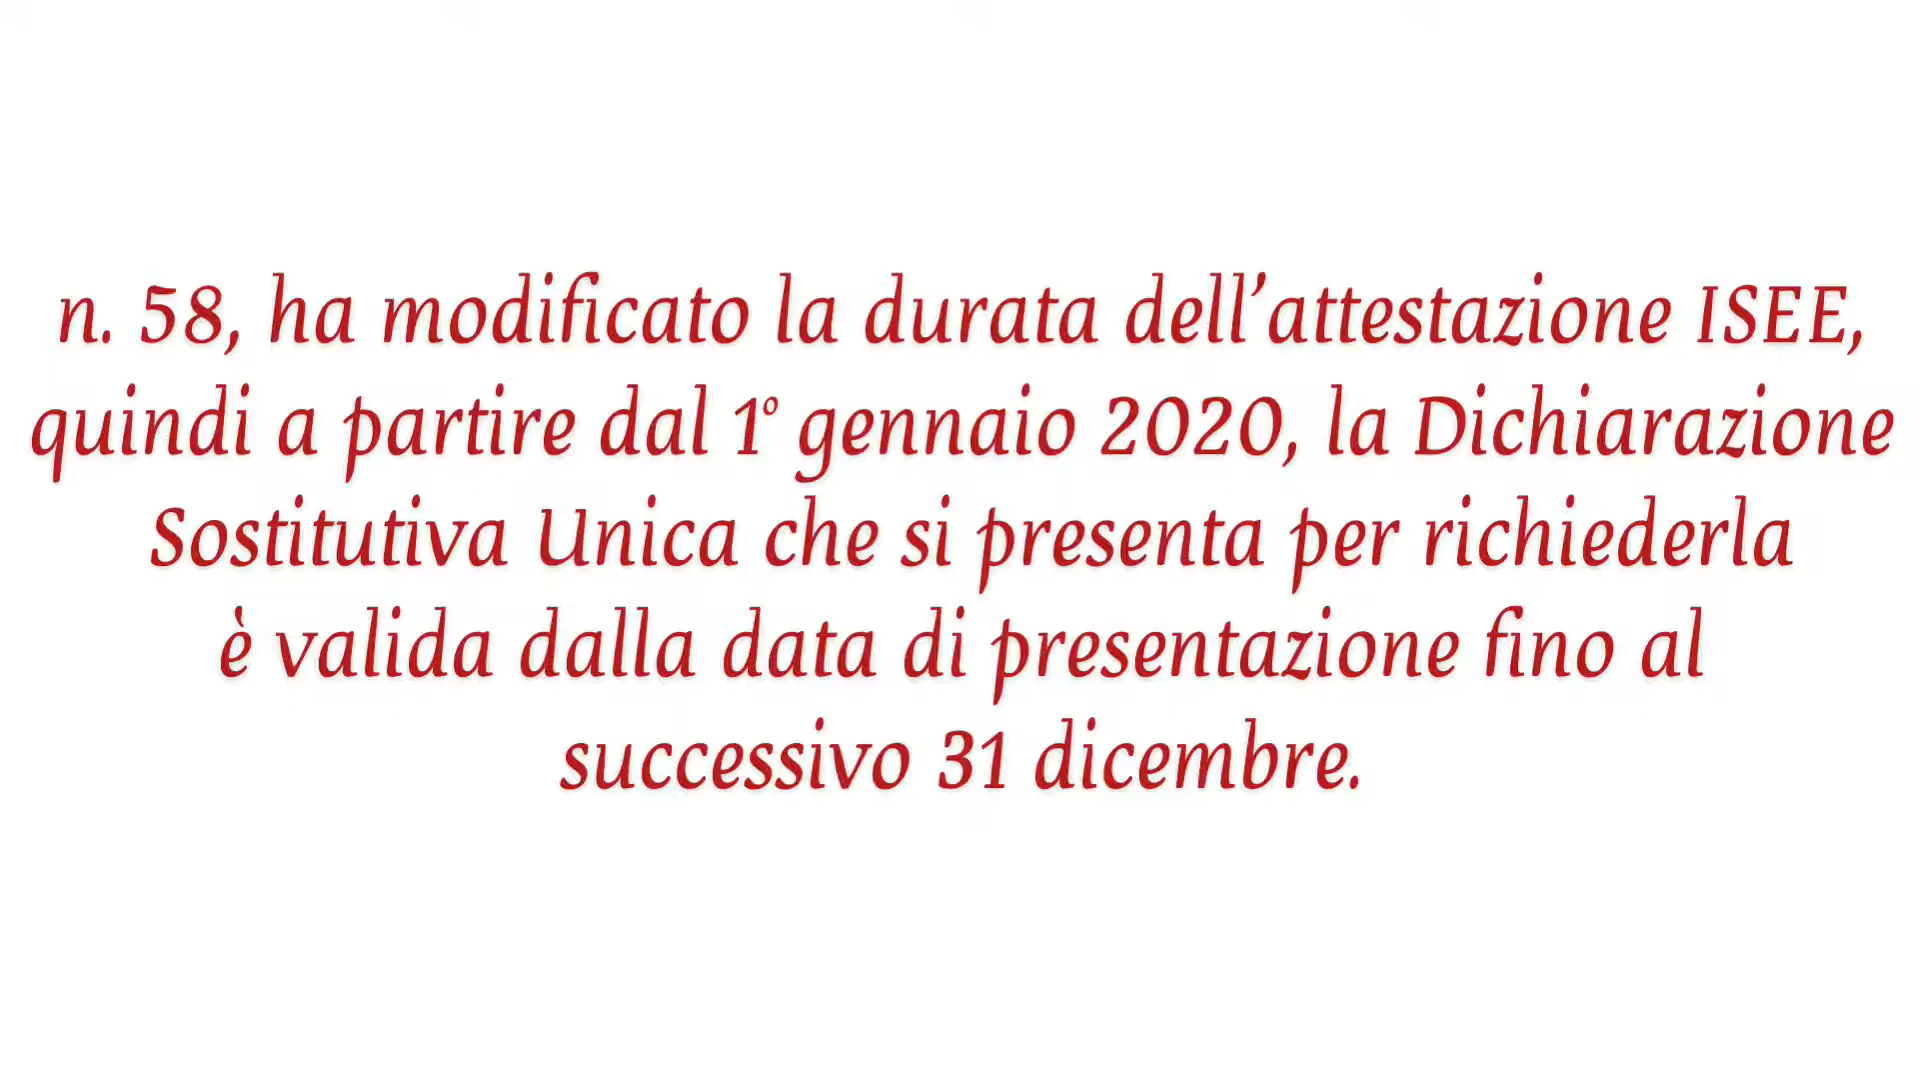 n. 58, ha modificato la durata dell’attestazione ISEE,
quindi a partire dal 1º gennaio 2020, la Dichiarazione
Sostitutiva Unica che si presenta per richiederla
è valida dalla data di presentazione fino al
successivo 31 dicembre.